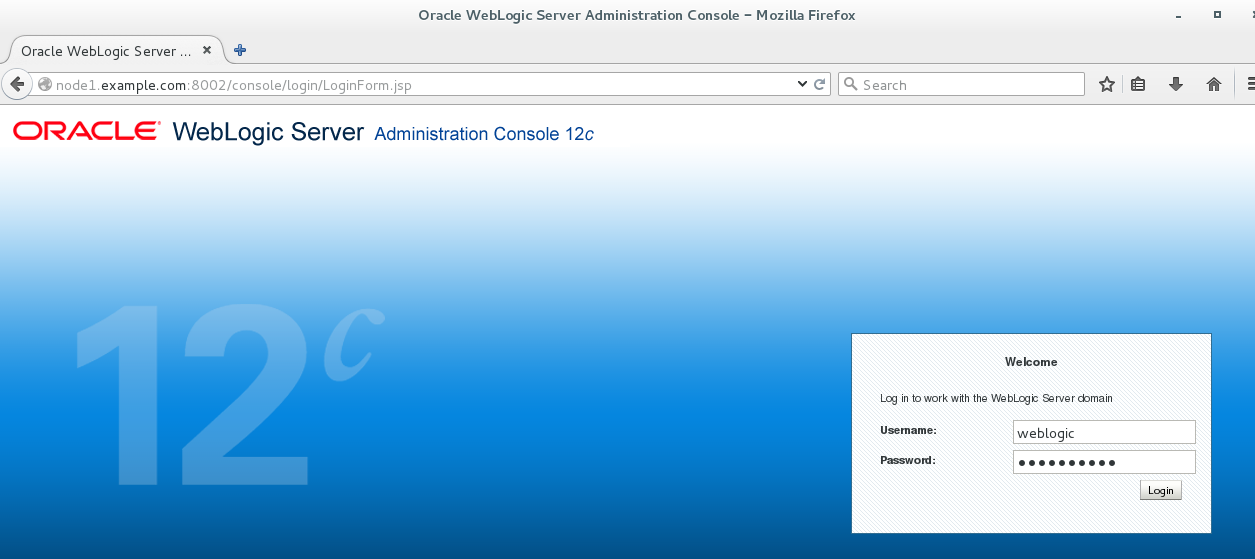 Oracle WebLogic Server Administration Console – Mozilla Firefox
Oracle WebLogic Server ...
node1.example.com:8002/console/login/LoginForm.jsp
Search
ORACLE WebLogic Server Administration Console 12c
12c
Welcome
Log in to work with the WebLogic Server domain
Username: weblogic
Password: ●●●●●●●●●●
Login